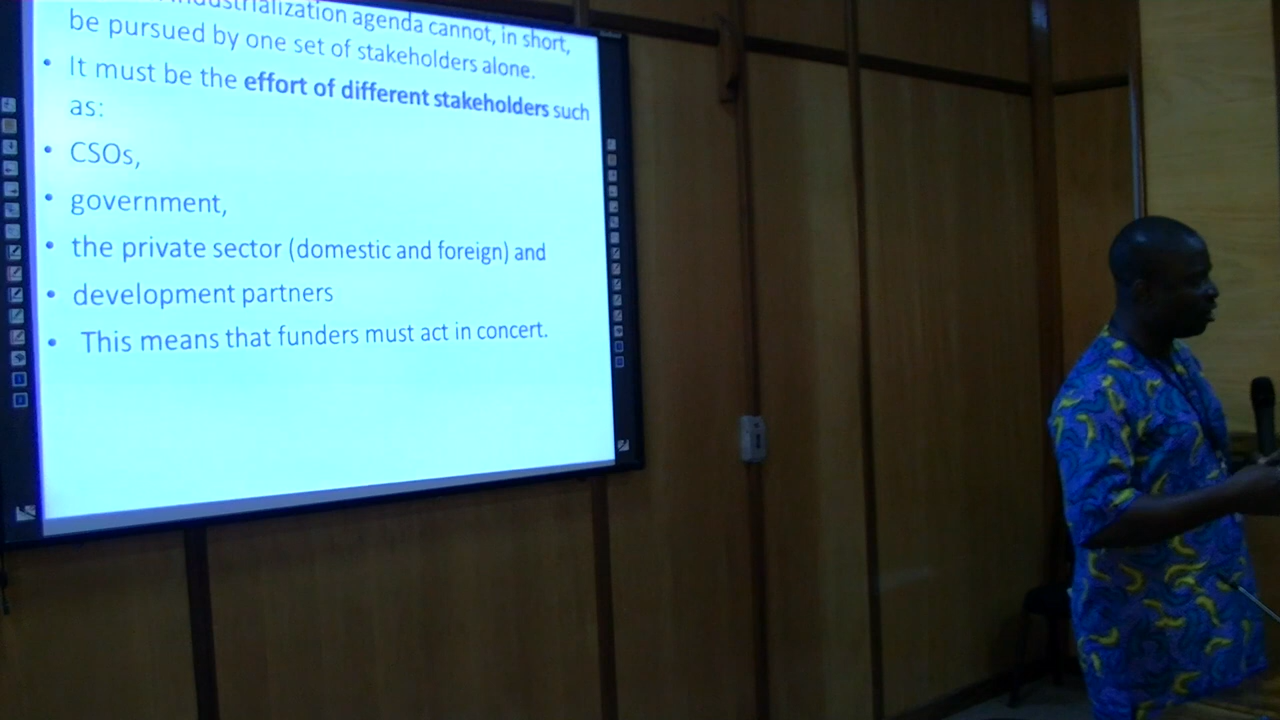 industrialization agenda cannot, in short,
be pursued by one set of stakeholders alone.
• It must be the effort of different stakeholders such
as:
• CSOs,
• government,
• the private sector (domestic and foreign) and
• development partners
• This means that funders must act in concert.